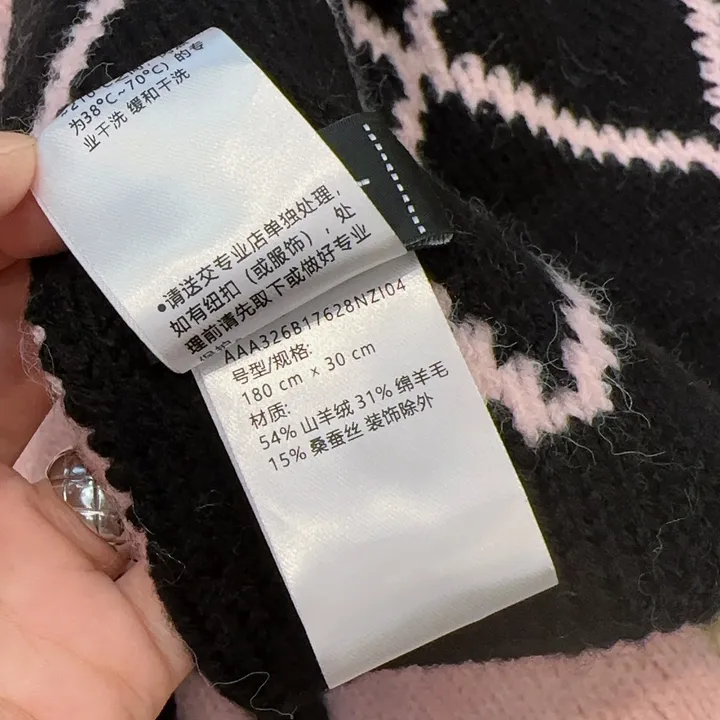 为38°C~70°C）的专
业干洗 缓和干洗
●请送交专业店单独处理，
如有纽扣（或服饰），处
理前请先取下或做好专业
AAA326B17628NZI04
号型/规格:
180 cm × 30 cm
材质:
54% 山羊绒 31% 绵羊毛
15% 桑蚕丝 装饰除外